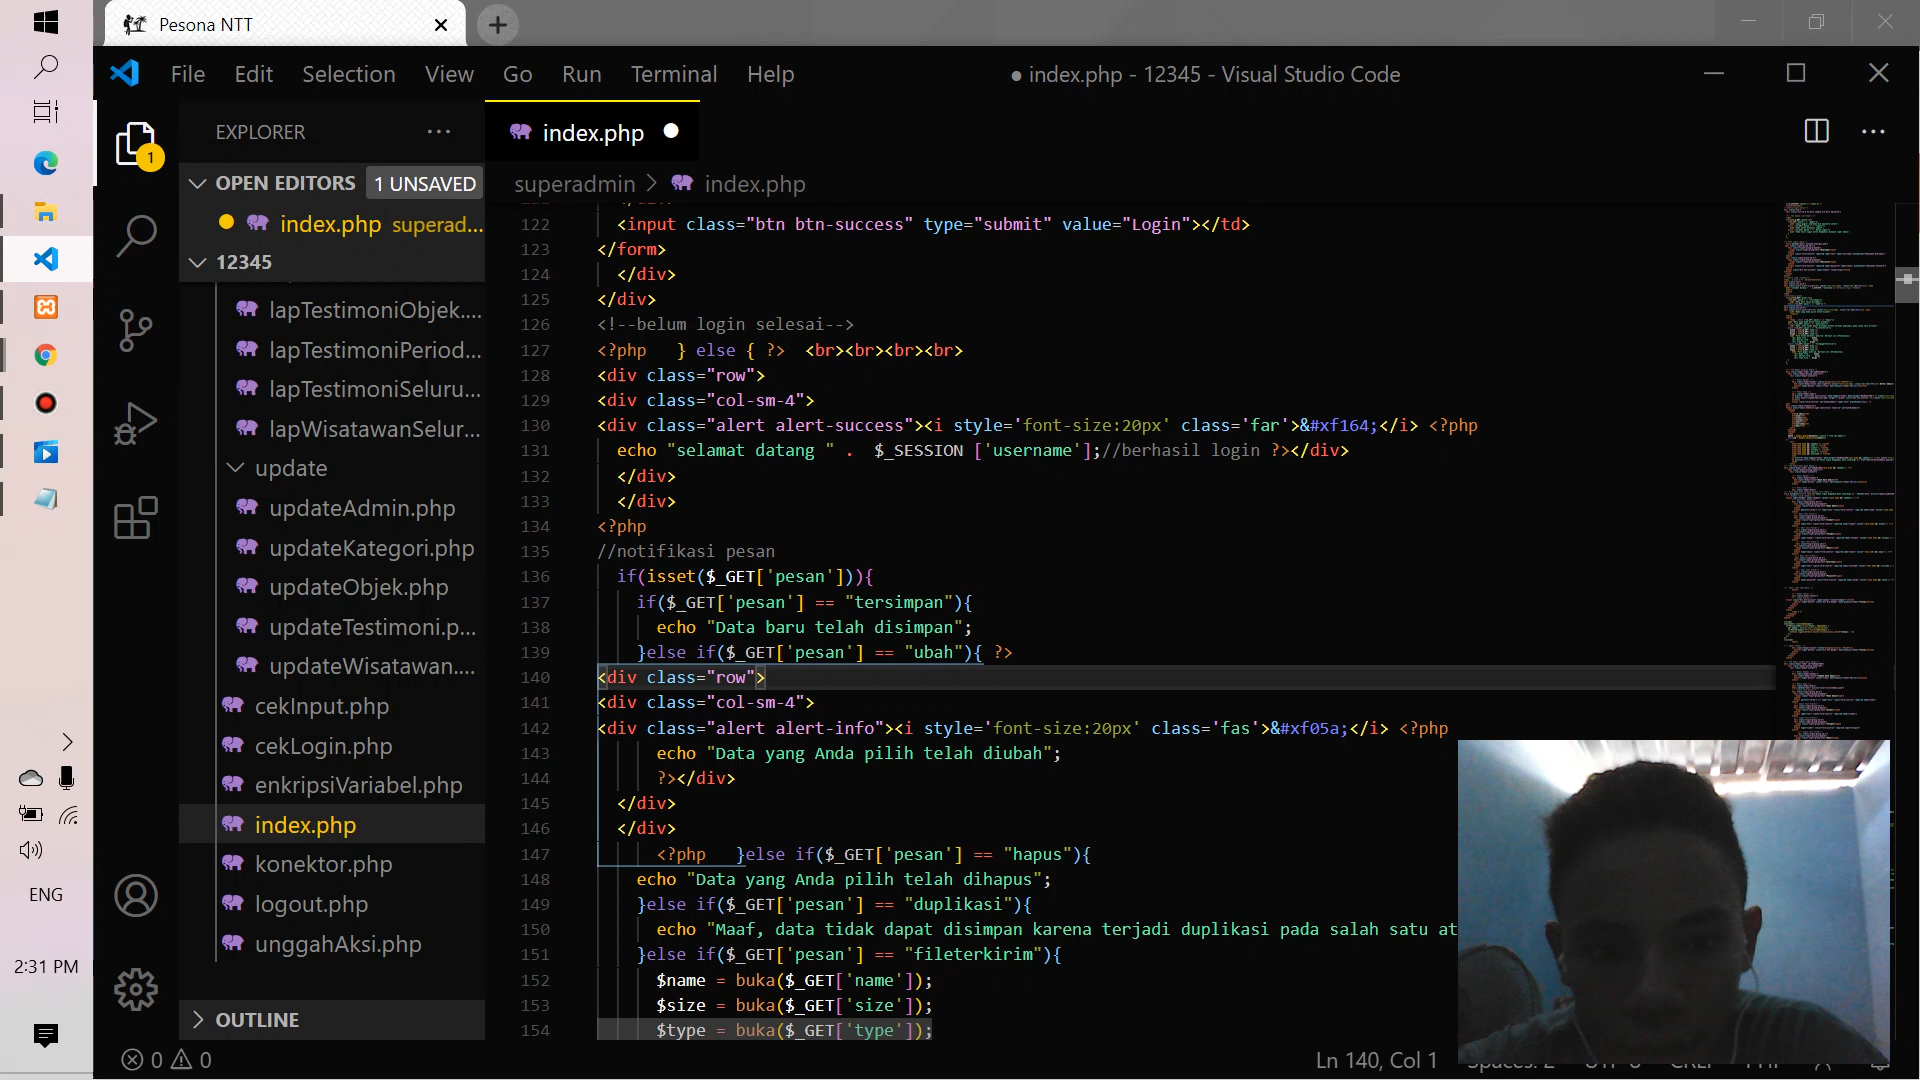 Pesona NTT
File Edit Selection View Go Run Terminal Help
● index.php - 12345 - Visual Studio Code
EXPLORER
1
OPEN EDITORS 1 UNSAVED
index.php superad...
12345
lapTestimoniObjek....
lapTestimoniPeriod...
lapTestimoniSeluru...
lapWisatawanSelur...
update
updateAdmin.php
updateKategori.php
updateObjek.php
updateTestimoni.p...
updateWisatawan....
cekInput.php
cekLogin.php
enkripsiVariabel.php
index.php
konektor.php
logout.php
unggahAksi.php
OUTLINE
index.php
superadmin > index.php
122 <input class="btn btn-success" type="submit" value="Login"></td>
123 </form>
124 </div>
125 </div>
126 <!--belum login selesai-->
127 <?php } else { ?> <br><br><br><br>
128 <div class="row">
129 <div class="col-sm-4">
130 <div class="alert alert-success"><i style='font-size:20px' class='far'>&#xf164;</i> <?php
131 echo "selamat datang " . $_SESSION ['username'];//berhasil login ?></div>
132 </div>
133 </div>
134 <?php
135 //notifikasi pesan
136 if(isset($_GET['pesan'])){
137 if($_GET['pesan'] == "tersimpan"){
138 echo "Data baru telah disimpan";
139 }else if($_GET['pesan'] == "ubah"){ ?>
140 <div class="row">
141 <div class="col-sm-4">
142 <div class="alert alert-info"><i style='font-size:20px' class='fas'>&#xf05a;</i> <?php
143 echo "Data yang Anda pilih telah diubah";
144 ?></div>
145 </div>
146 </div>
147 <?php }else if($_GET['pesan'] == "hapus"){
148 echo "Data yang Anda pilih telah dihapus";
149 }else if($_GET['pesan'] == "duplikasi"){
150 echo "Maaf, data tidak dapat disimpan karena terjadi duplikasi pada salah satu at
151 }else if($_GET['pesan'] == "fileterkirim"){
152 $name = buka($_GET['name']);
153 $size = buka($_GET['size']);
154 $type = buka($_GET['type']);
ENG
2:31 PM
0 0
Ln 140, Col 1